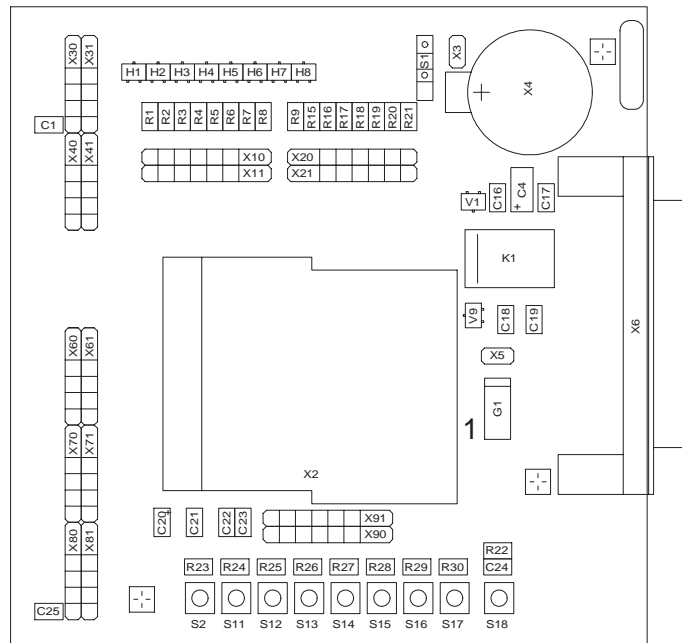 X30 X31
C1
X40 X41
H1 H2 H3 H4 H5 H6 H7 H8
R1 R2 R3 R4 R5 R6 R7 R8
R9 R15 R16 R17 R18 R19 R20 R21
X10
X11
X20
X21
S1
X3
X4
V1
C16
+ C4
C17
K1
X6
V9
C18
C19
X5
G1
1
X2
X60 X61
X70 X71
X80 X81
C25
C20
C21
C22
C23
X91
X90
R22
R23 R24 R25 R26 R27 R28 R29 R30 C24
S2 S11 S12 S13 S14 S15 S16 S17 S18